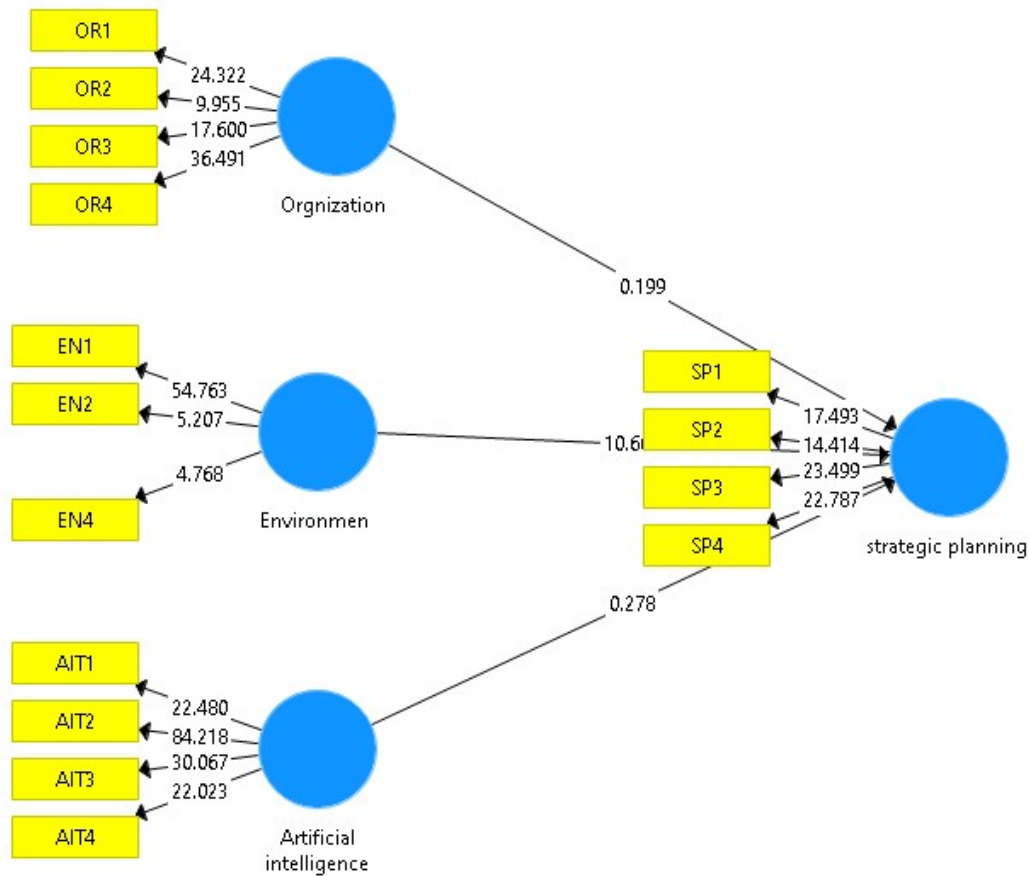 OR1
OR2
OR3
OR4
24.322
9.955
17.600
36.491
Orgnization
0.199
EN1
EN2
EN4
54.763
5.207
4.768
Environmen
SP1
SP2
SP3
SP4
17.493
14.414
23.499
22.787
strategic planning
0.278
AIT1
AIT2
AIT3
AIT4
22.480
84.218
30.067
22.023
Artificial
intelligence